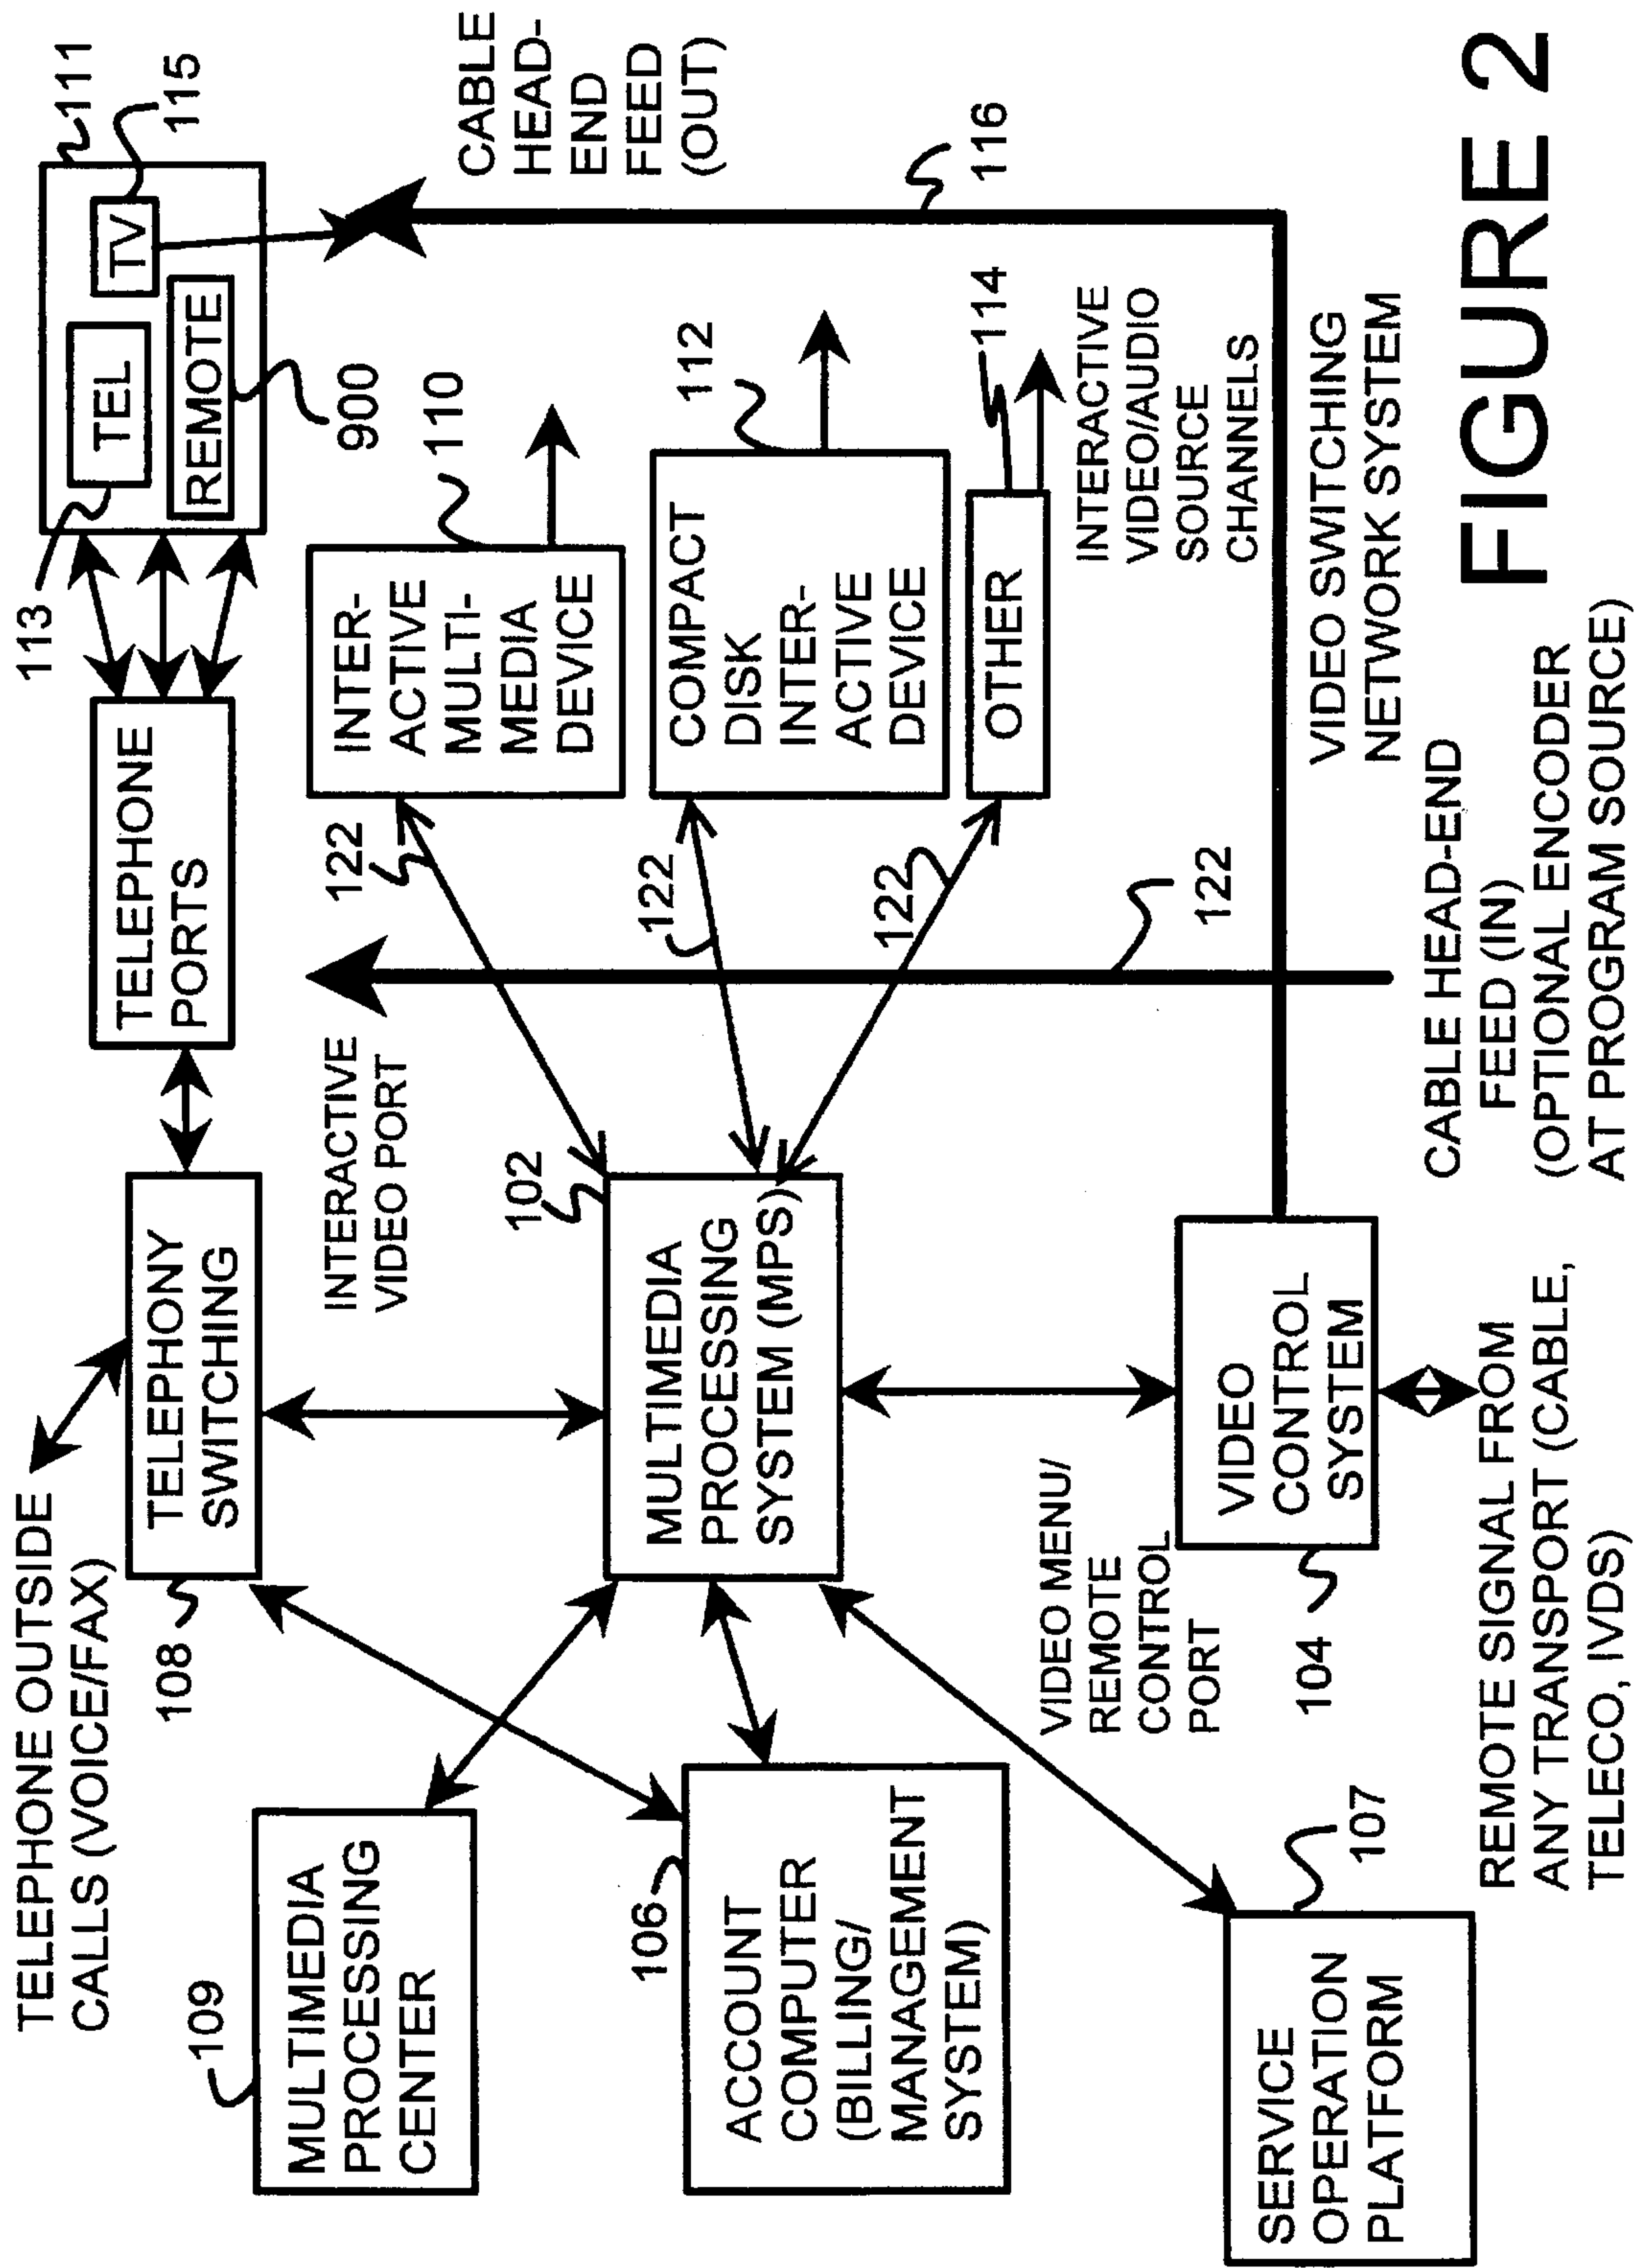 TELEPHONE OUTSIDE
CALLS (VOICE/FAX)
109
MULTIMEDIA
PROCESSING
CENTER
106
ACCOUNT
COMPUTER
(BILLING/
MANAGEMENT
SYSTEM)
SERVICE
OPERATION
PLATFORM
107
108
TELEPHONY
SWITCHING
INTERACTIVE
VIDEO PORT
102
MULTIMEDIA
PROCESSING
SYSTEM (MPS)
VIDEO MENU/
REMOTE
CONTROL
PORT
104
VIDEO
CONTROL
SYSTEM
REMOTE SIGNAL FROM
ANY TRANSPORT (CABLE,
TELECO, IVDS)
TELEPHONE
PORTS
113
TEL
TV
REMOTE
111
115
900
CABLE
HEAD-
END
FEED
(OUT)
116
122
INTER-
ACTIVE
MULTI-
MEDIA
DEVICE
110
122
COMPACT
DISK
INTER-
ACTIVE
DEVICE
112
122
OTHER
114
INTERACTIVE
VIDEO/AUDIO
SOURCE
CHANNELS
122
VIDEO SWITCHING
NETWORK SYSTEM
CABLE HEAD-END
FEED (IN)
(OPTIONAL ENCODER
AT PROGRAM SOURCE)
FIGURE 2